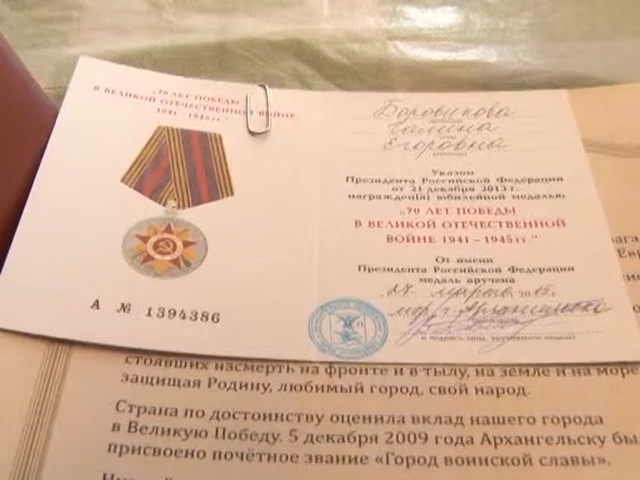 "70 ЛЕТ ПОБЕДЫ
В ВЕЛИКОЙ ОТЕЧЕСТВЕННОЙ ВОЙНЕ
1941 - 1945 гг."
А № 1394386
Боровикова
Галина
Егоровна
Указом
Президента Российской Федерации
от 21 декабря 2013 г.
награжден(а) юбилейной медалью
"70 ЛЕТ ПОБЕДЫ
В ВЕЛИКОЙ ОТЕЧЕСТВЕННОЙ
ВОЙНЕ 1941 - 1945 гг."
От имени
Президента Российской Федерации
медаль вручена
марта 2015 г.
стоявших насмерть на фронте и в тылу, на земле и на море
защищая Родину, любимый город, свой народ.
Страна по достоинству оценила вклад нашего города
в Великую Победу. 5 декабря 2009 года Архангельску бы
присвоено почётное звание «Город воинской славы».